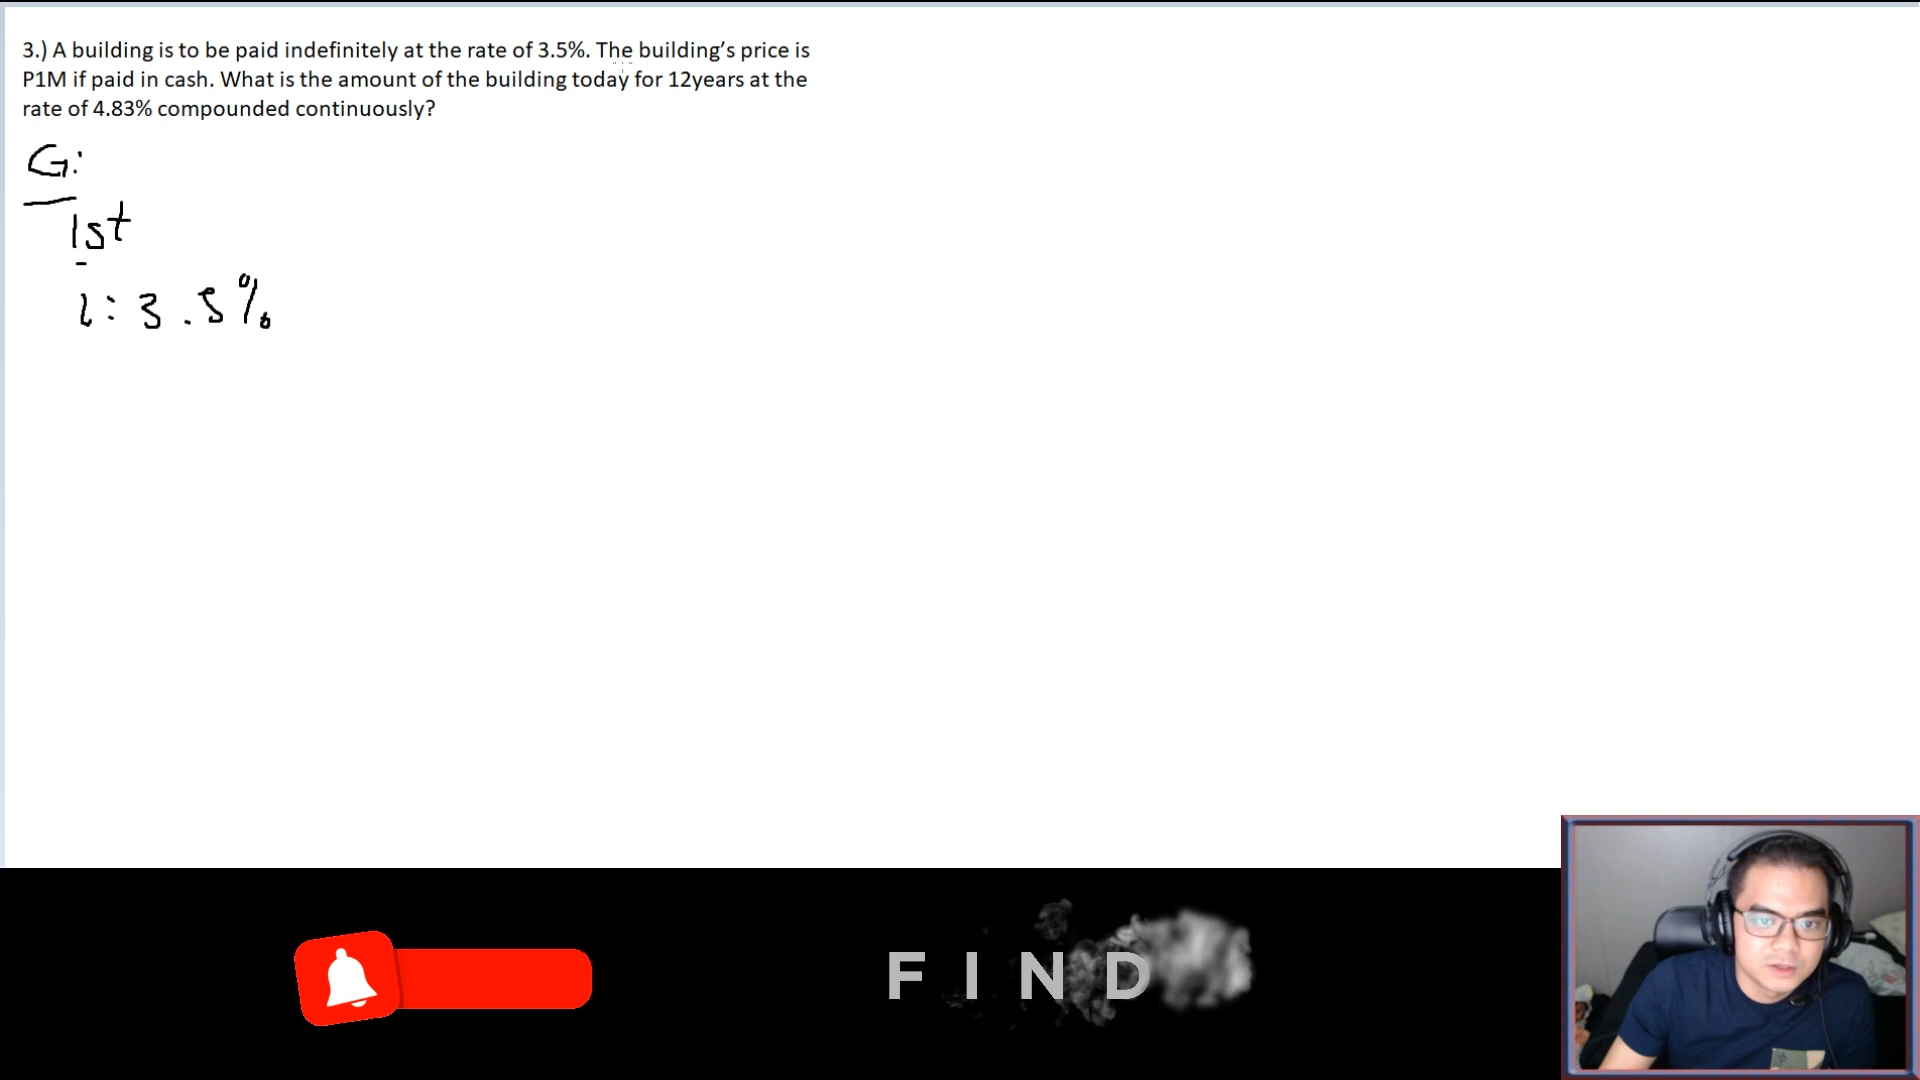 3.) A building is to be paid indefinitely at the rate of 3.5%. The building’s price is
P1M if paid in cash. What is the amount of the building today for 12years at the
rate of 4.83% compounded continuously?
G:
1st
i: 3.5%
FIND